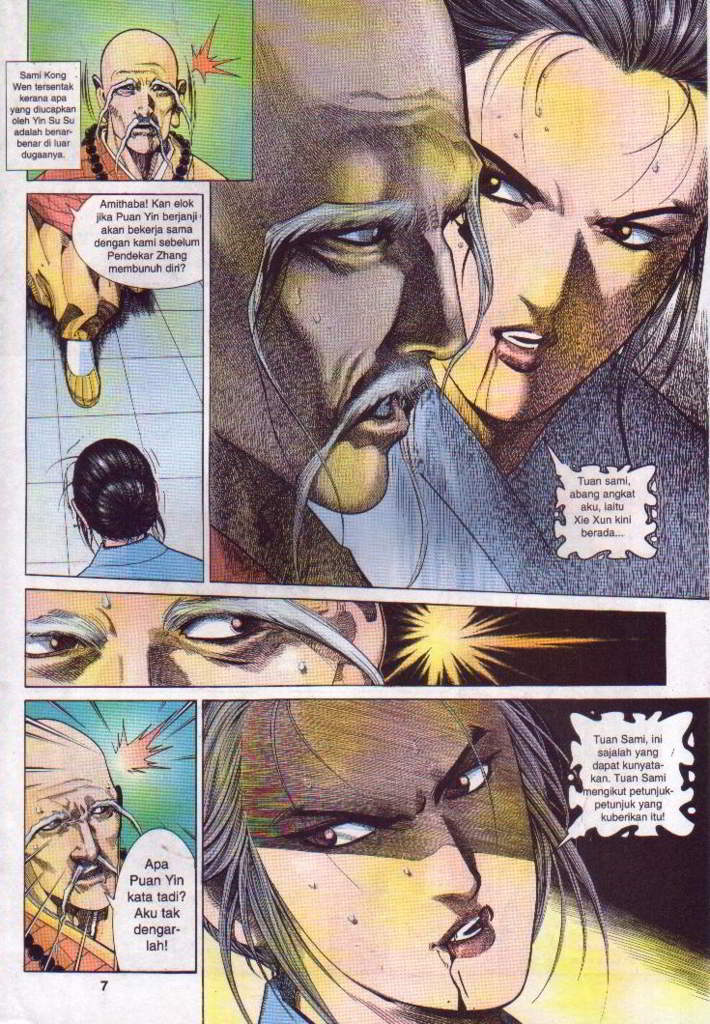 Sami Kong
Wen tersentak
kerana apa
yang diucapkan
oleh Yin Su Su
adalah benar-
benar di luar
dugaanya.
Amithaba! Kan elok
jika Puan Yin berjanji
bekerja sama
dengan kami sebelum
Pendekar Zhang
membunuh diri?
Tuan sami,
abang angkat
aku, iaitu
Xie Xun kini
berada...
Apa
Puan Yin
kata tadi?
Aku tak
dengar-
lah!
Tuan Sami, ini
sajalah yang
dapat kunyata-
kan. Tuan Sami
mengikut petunjuk-
petunjuk yang
kuberikan itu!
7